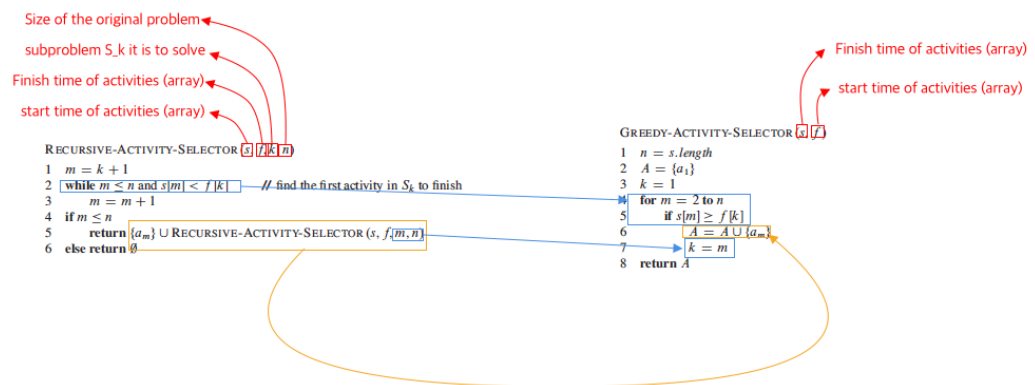 Size of the original problem
subproblem S_k it is to solve
Finish time of activities (array)
start time of activities (array)
RECURSIVE-ACTIVITY-SELECTOR(s, f, k, n)
1 m = k + 1
2 while m ≤ n and s[m] < f[k] // find the first activity in Sₖ to finish
3 m = m + 1
4 if m ≤ n
5 return {aₘ} ∪ RECURSIVE-ACTIVITY-SELECTOR(s, f, m, n)
6 else return ∅
Finish time of activities (array)
start time of activities (array)
GREEDY-ACTIVITY-SELECTOR(s, f)
1 n = s.length
2 A = {a₁}
3 k = 1
4 for m = 2 to n
5 if s[m] ≥ f[k]
6 A = A ∪ {aₘ}
7 k = m
8 return A